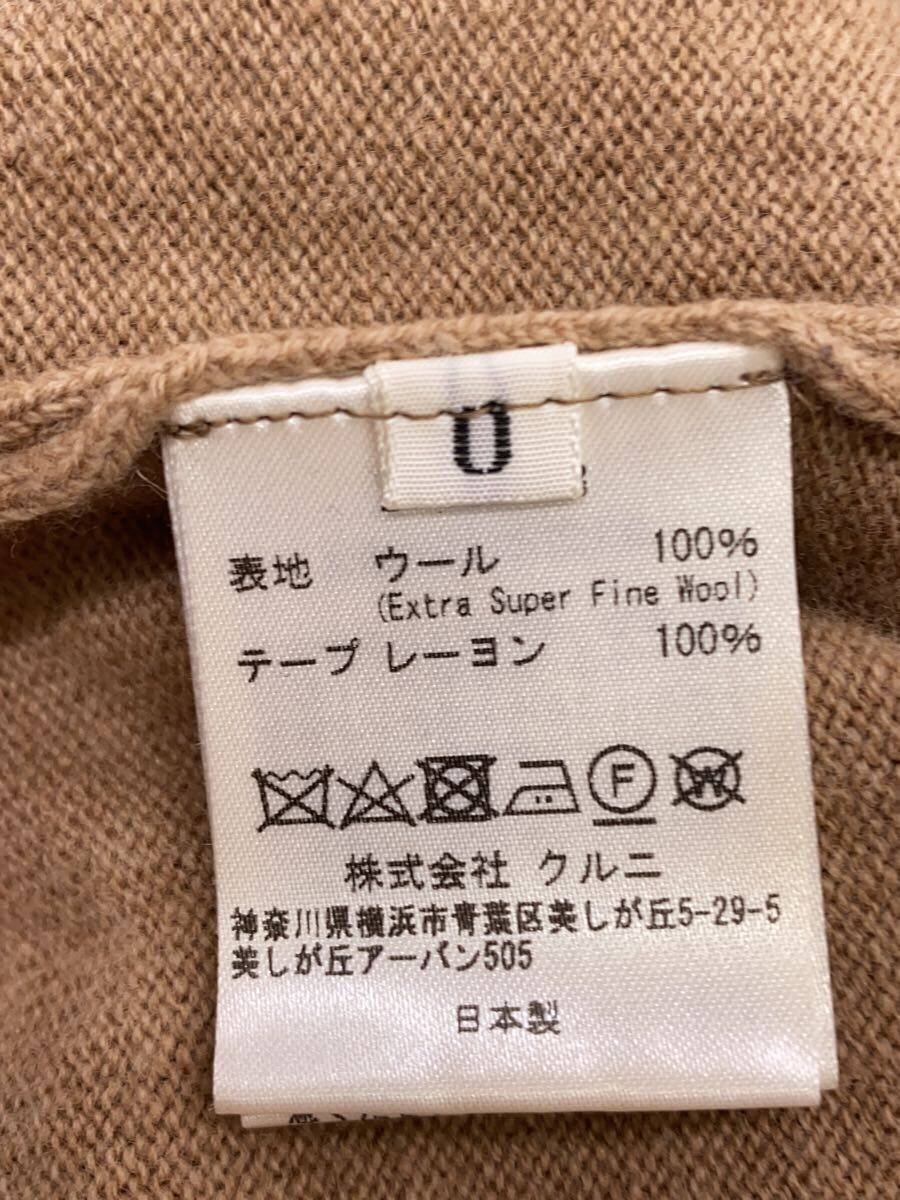 0
表地 ウール 100%
(Extra Super Fine Wool)
テープ レーヨン 100%
F W
株式会社 クルニ
神奈川県横浜市青葉区美しが丘5-29-5
美しが丘アーバン505
日本製